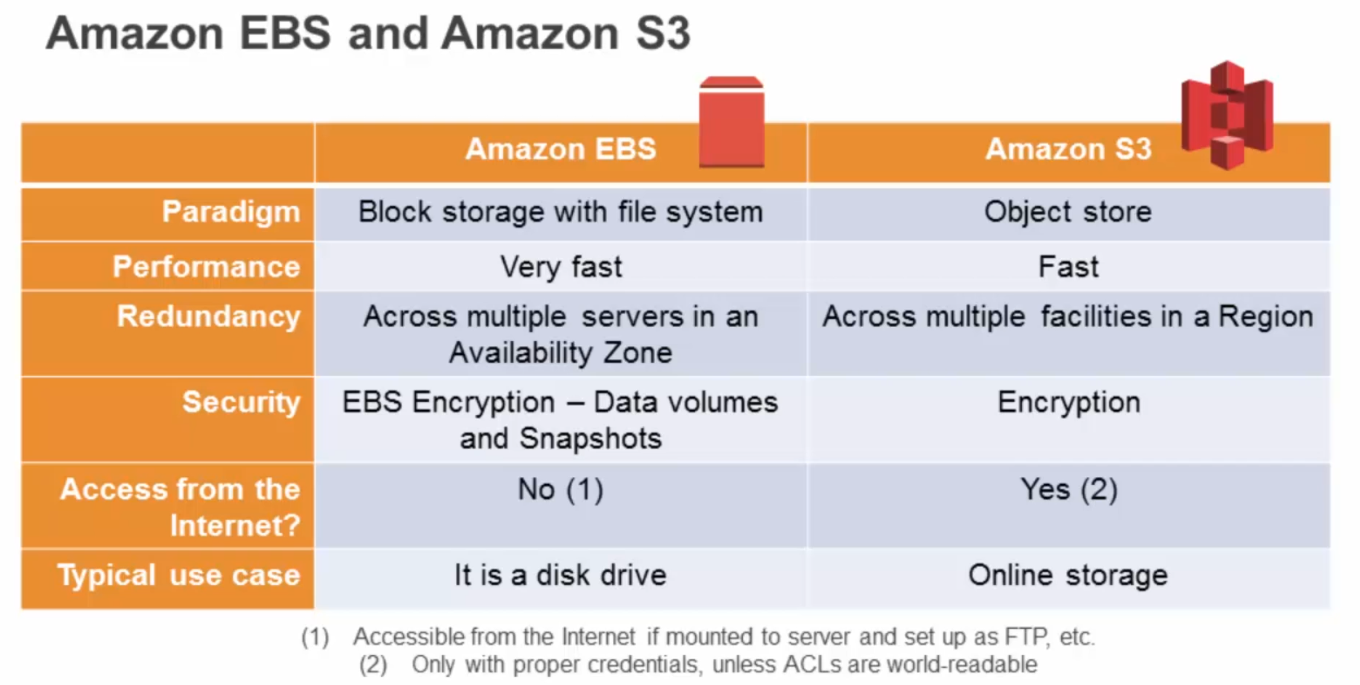 Amazon EBS and Amazon S3
Amazon EBS
Amazon S3
Paradigm
Block storage with file system
Object store
Performance
Very fast
Fast
Redundancy
Across multiple servers in an
Availability Zone
Across multiple facilities in a Region
Security
EBS Encryption – Data volumes
and Snapshots
Encryption
Access from the
Internet?
No (1)
Yes (2)
Typical use case
It is a disk drive
Online storage
(1) Accessible from the Internet if mounted to server and set up as FTP, etc.
(2) Only with proper credentials, unless ACLs are world-readable